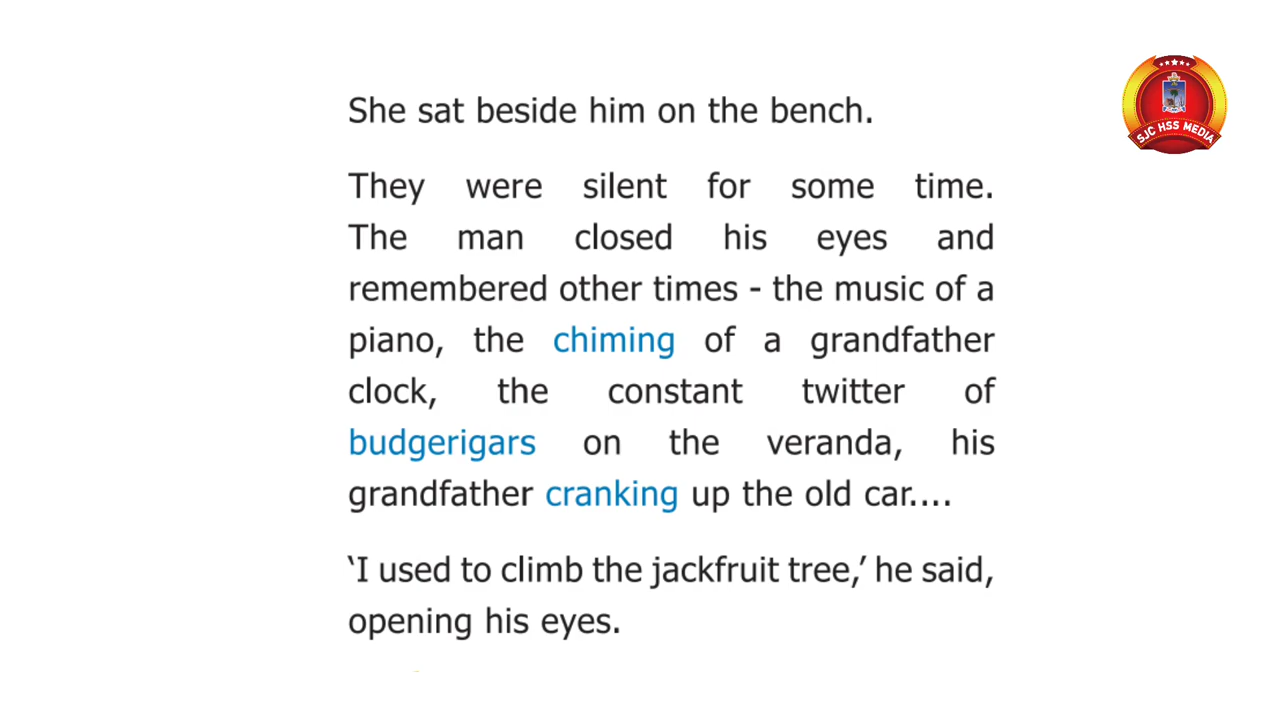 She sat beside him on the bench.
They were silent for some time.
The man closed his eyes and
remembered other times - the music of a
piano, the chiming of a grandfather
clock, the constant twitter of
budgerigars on the veranda, his
grandfather cranking up the old car....
‘I used to climb the jackfruit tree,’ he said,
opening his eyes.
SJC HSS MEDIA